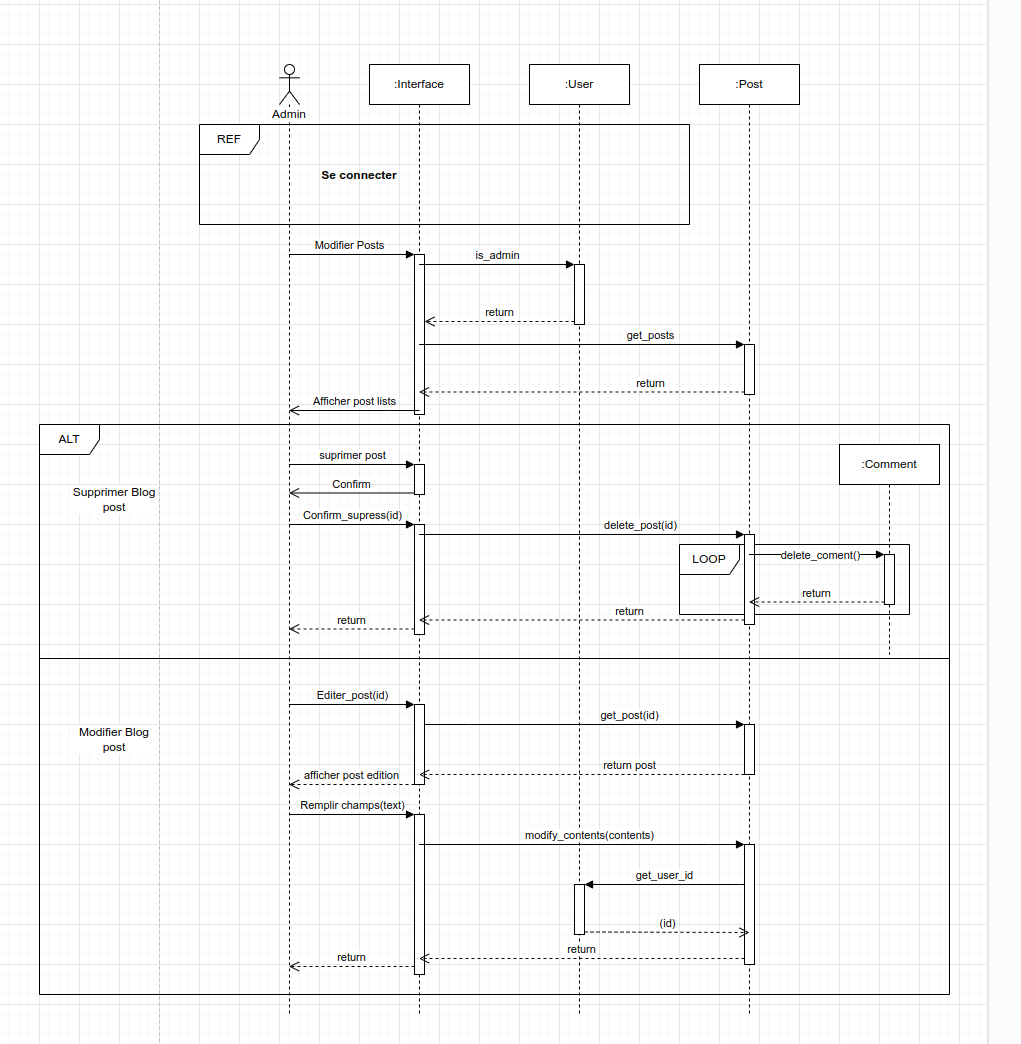 :Interface
:User
:Post
Admin
REF
Se connecter
Modifier Posts
is_admin
return
get_posts
return
Afficher post lists
ALT
:Comment
suprimer post
Confirm
Supprimer Blog
post
Confirm_supress(id)
delete_post(id)
LOOP
delete_coment()
return
return
return
Editer_post(id)
get_post(id)
Modifier Blog
post
return post
afficher post edition
Remplir champs(text)
modify_contents(contents)
get_user_id
(id)
return
return